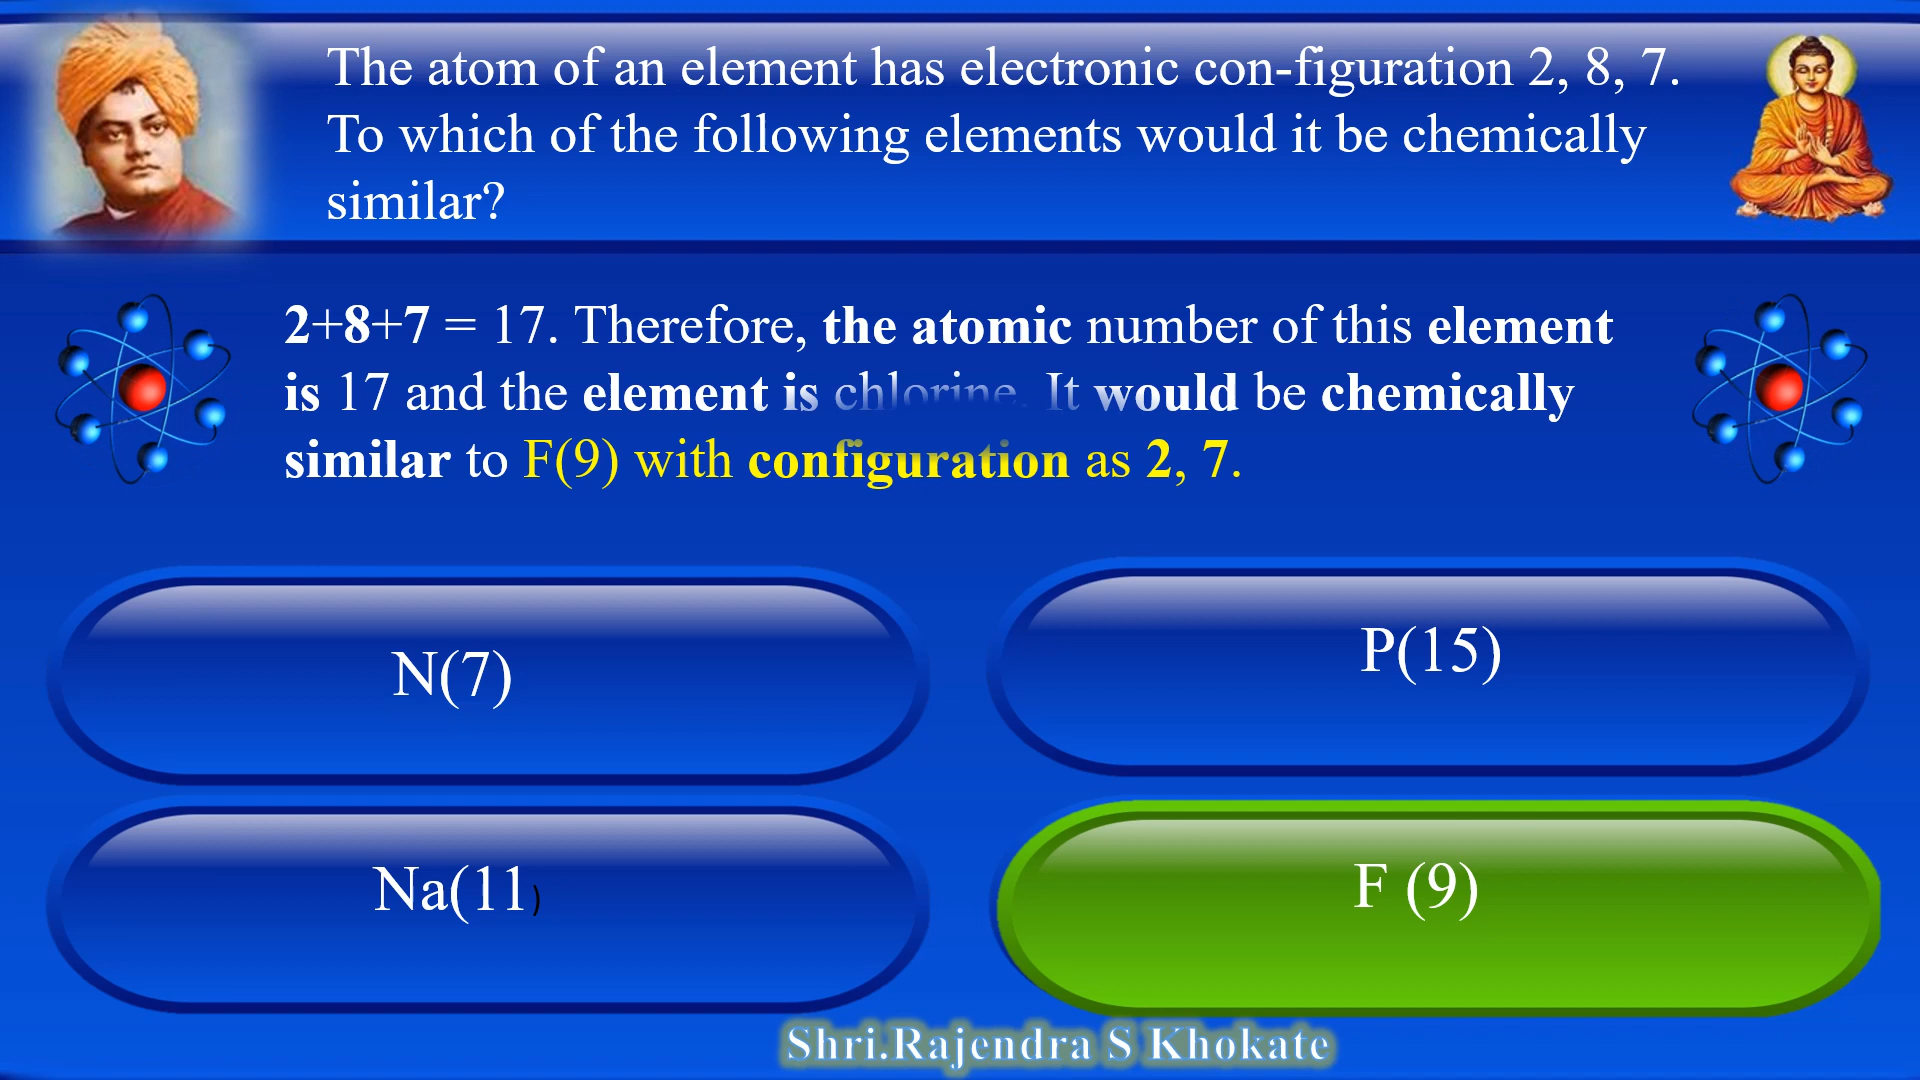 The atom of an element has electronic con-figuration 2, 8, 7.
To which of the following elements would it be chemically
similar?
2+8+7 = 17. Therefore, the atomic number of this element
is 17 and the element is chlorine. It would be chemically
similar to F(9) with configuration as 2, 7.
N(7)
P(15)
Na(11)
F (9)
Shri.Rajendra S Khokate